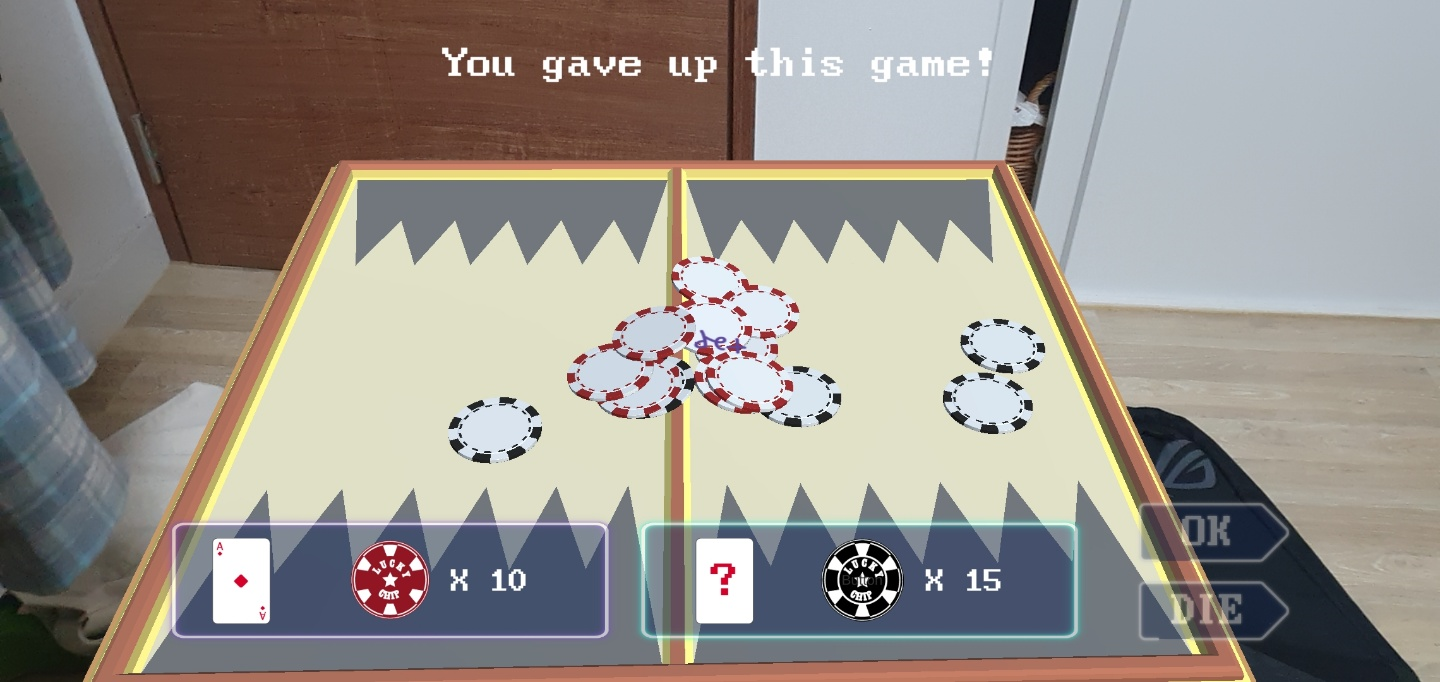 You gave up this game!
A
A
X 10
LUCKY
CHIP
?
LUCKY
CHIP
X 15
OK
DIE